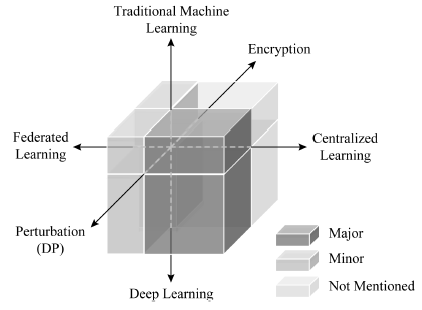 Traditional Machine
Learning
Encryption
Federated
Learning
Centralized
Learning
Perturbation
(DP)
Deep Learning
Major
Minor
Not Mentioned